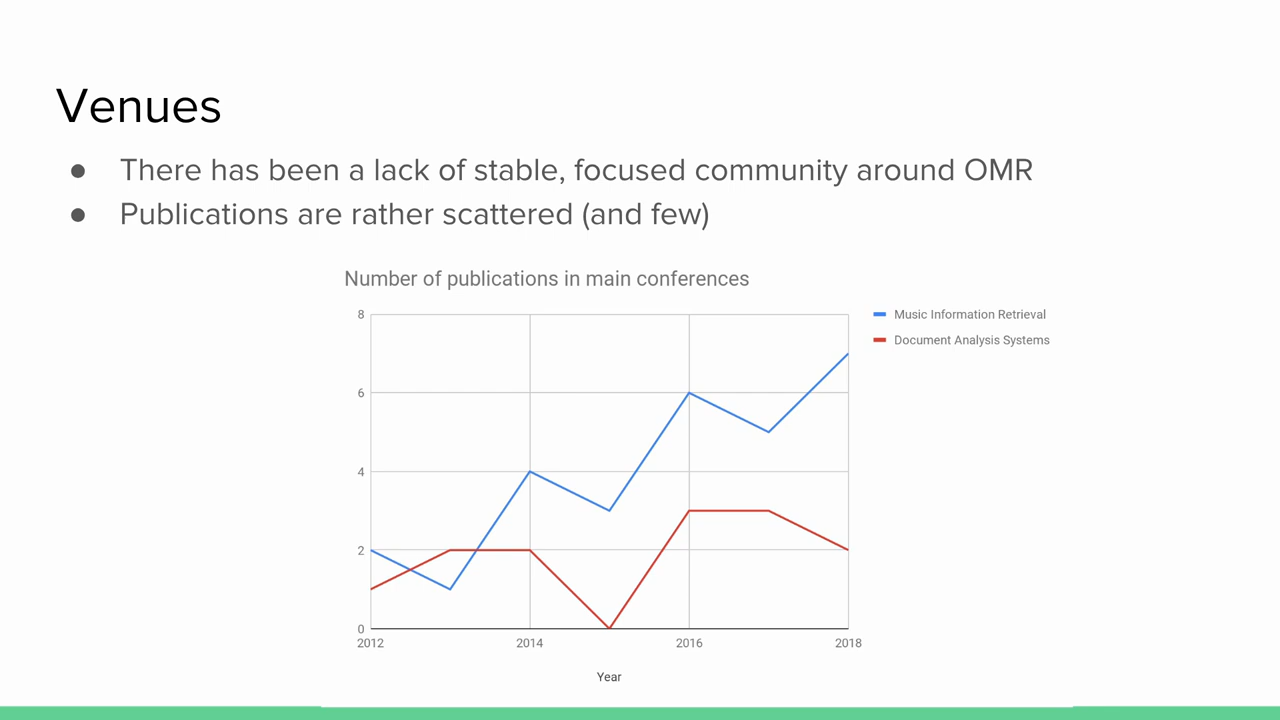 Venues
● There has been a lack of stable, focused community around OMR
● Publications are rather scattered (and few)
Number of publications in main conferences
Music Information Retrieval
Document Analysis Systems
8
6
4
2
0
2012 2014 2016 2018
Year